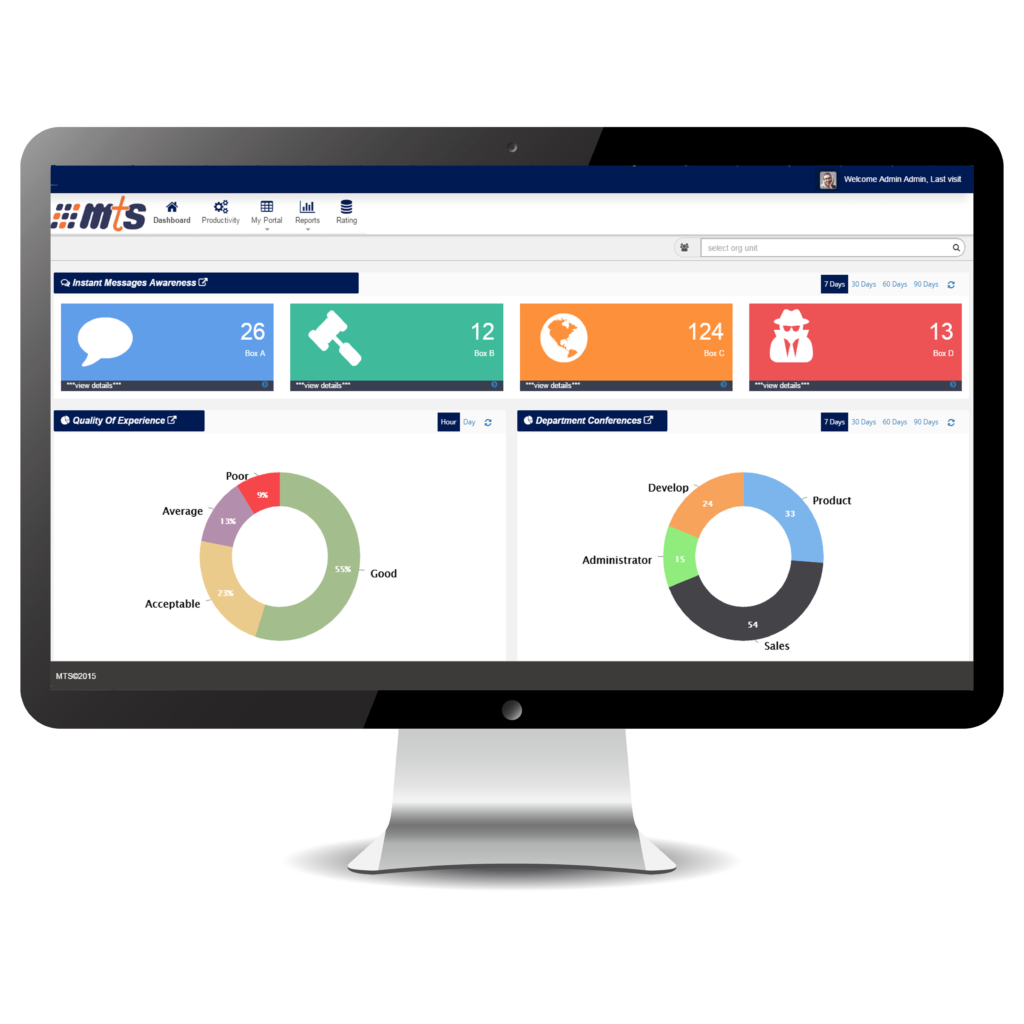 Welcome Admin Admin, Last visit
mts
Dashboard Productivity My Portal Reports Rating
select org unit
Instant Messages Awareness
7 Days 30 Days 60 Days 90 Days
26
Box A
***view details***
12
Box B
***view details***
124
Box C
***view details***
13
Box D
***view details***
Quality Of Experience
Hour Day
Poor
9%
Average
13%
55%
Good
23%
Acceptable
Department Conferences
7 Days 30 Days 60 Days 90 Days
Develop
24
Product
33
Administrator
15
54
Sales
MTS©2015